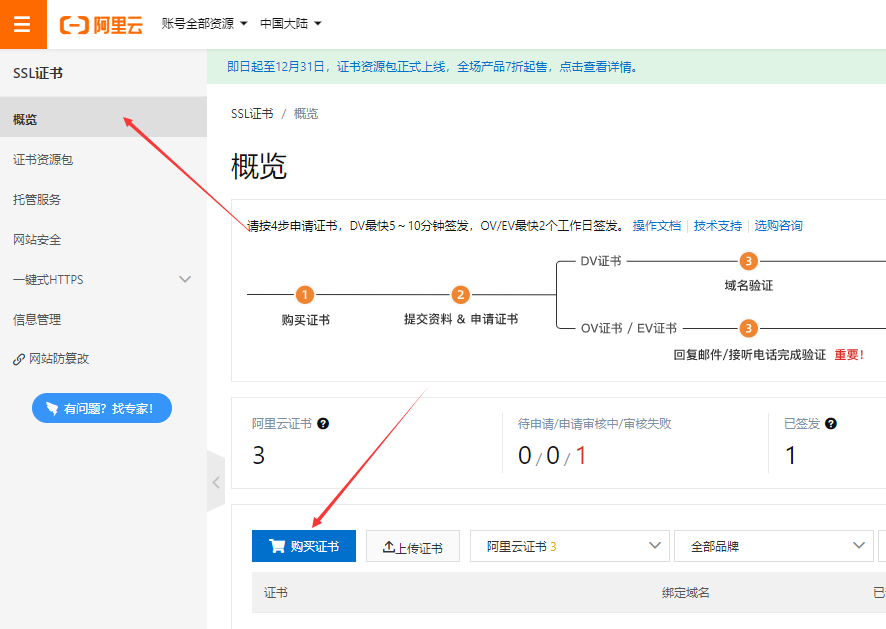 阿里云 账号全部资源 中国大陆
SSL证书
概览
证书资源包
托管服务
网站安全
一键式HTTPS
信息管理
网站防篡改
有问题？找专家！
即日起至12月31日，证书资源包正式上线，全场产品7折起售，点击查看详情。
SSL证书 / 概览
概览
请按4步申请证书，DV最快5～10分钟签发，OV/EV最快2个工作日签发。 操作文档 技术支持 选购咨询
1
购买证书
2
提交资料 & 申请证书
DV证书
3
域名验证
OV证书 / EV证书
3
回复邮件/接听电话完成验证 重要！
阿里云证书
3
待申请/申请审核中/审核失败
0 / 0 / 1
已签发
1
购买证书 上传证书 阿里云证书 3 全部品牌
证书 绑定域名